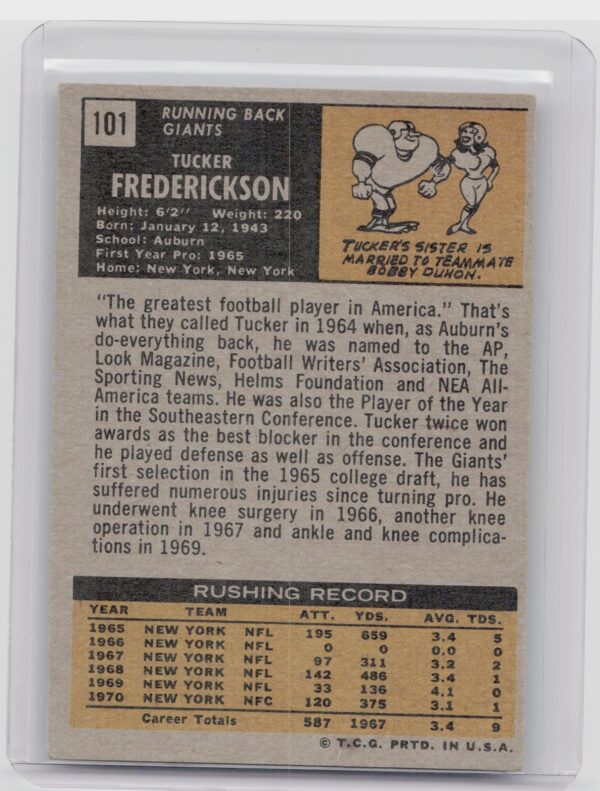 101
RUNNING BACK
GIANTS
TUCKER
FREDERICKSON
Height: 6'2" Weight: 220
Born: January 12, 1943
School: Auburn
First Year Pro: 1965
Home: New York, New York
TUCKER'S SISTER IS
MARRIED TO TEAMMATE
BOBBY DUHON.
"The greatest football player in America." That's
what they called Tucker in 1964 when, as Auburn's
do-everything back, he was named to the AP,
Look Magazine, Football Writers' Association, The
Sporting News, Helms Foundation and NEA All-
America teams. He was also the Player of the Year
in the Southeastern Conference. Tucker twice won
awards as the best blocker in the conference and
he played defense as well as offense. The Giants'
first selection in the 1965 college draft, he has
suffered numerous injuries since turning pro. He
underwent knee surgery in 1966, another knee
operation in 1967 and ankle and knee complica-
tions in 1969.
RUSHING RECORD
YEAR TEAM ATT. YDS. AVG. TDS.
1965 NEW YORK NFL 195 659 3.4 5
1966 NEW YORK NFL 0 0 0.0 0
1967 NEW YORK NFL 97 311 3.2 2
1968 NEW YORK NFL 142 486 3.4 1
1969 NEW YORK NFL 33 136 4.1 0
1970 NEW YORK NFC 120 375 3.1 1
Career Totals 587 1967 3.4 9
© T.C.G. PRTD. IN U.S.A.